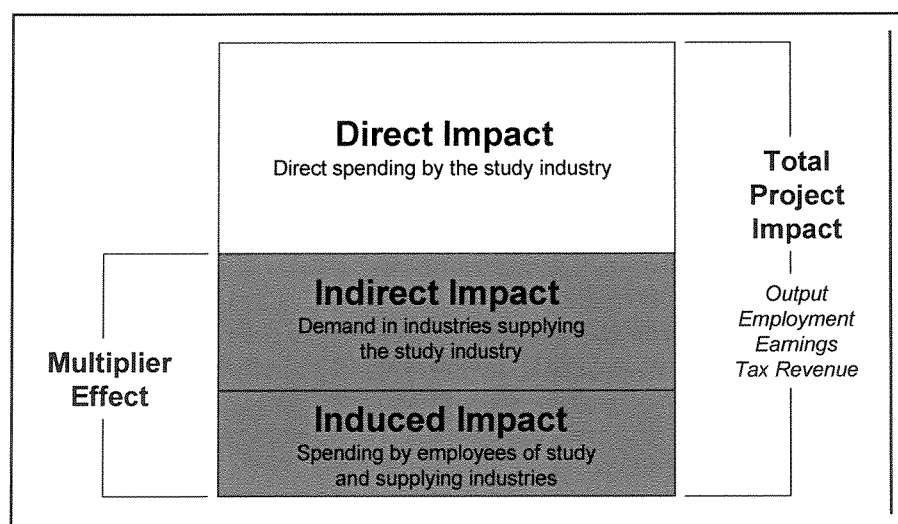 Direct Impact
Direct spending by the study industry
Indirect Impact
Demand in industries supplying
the study industry
Induced Impact
Spending by employees of study
and supplying industries
Multiplier
Effect
Total
Project
Impact
Output
Employment
Earnings
Tax Revenue